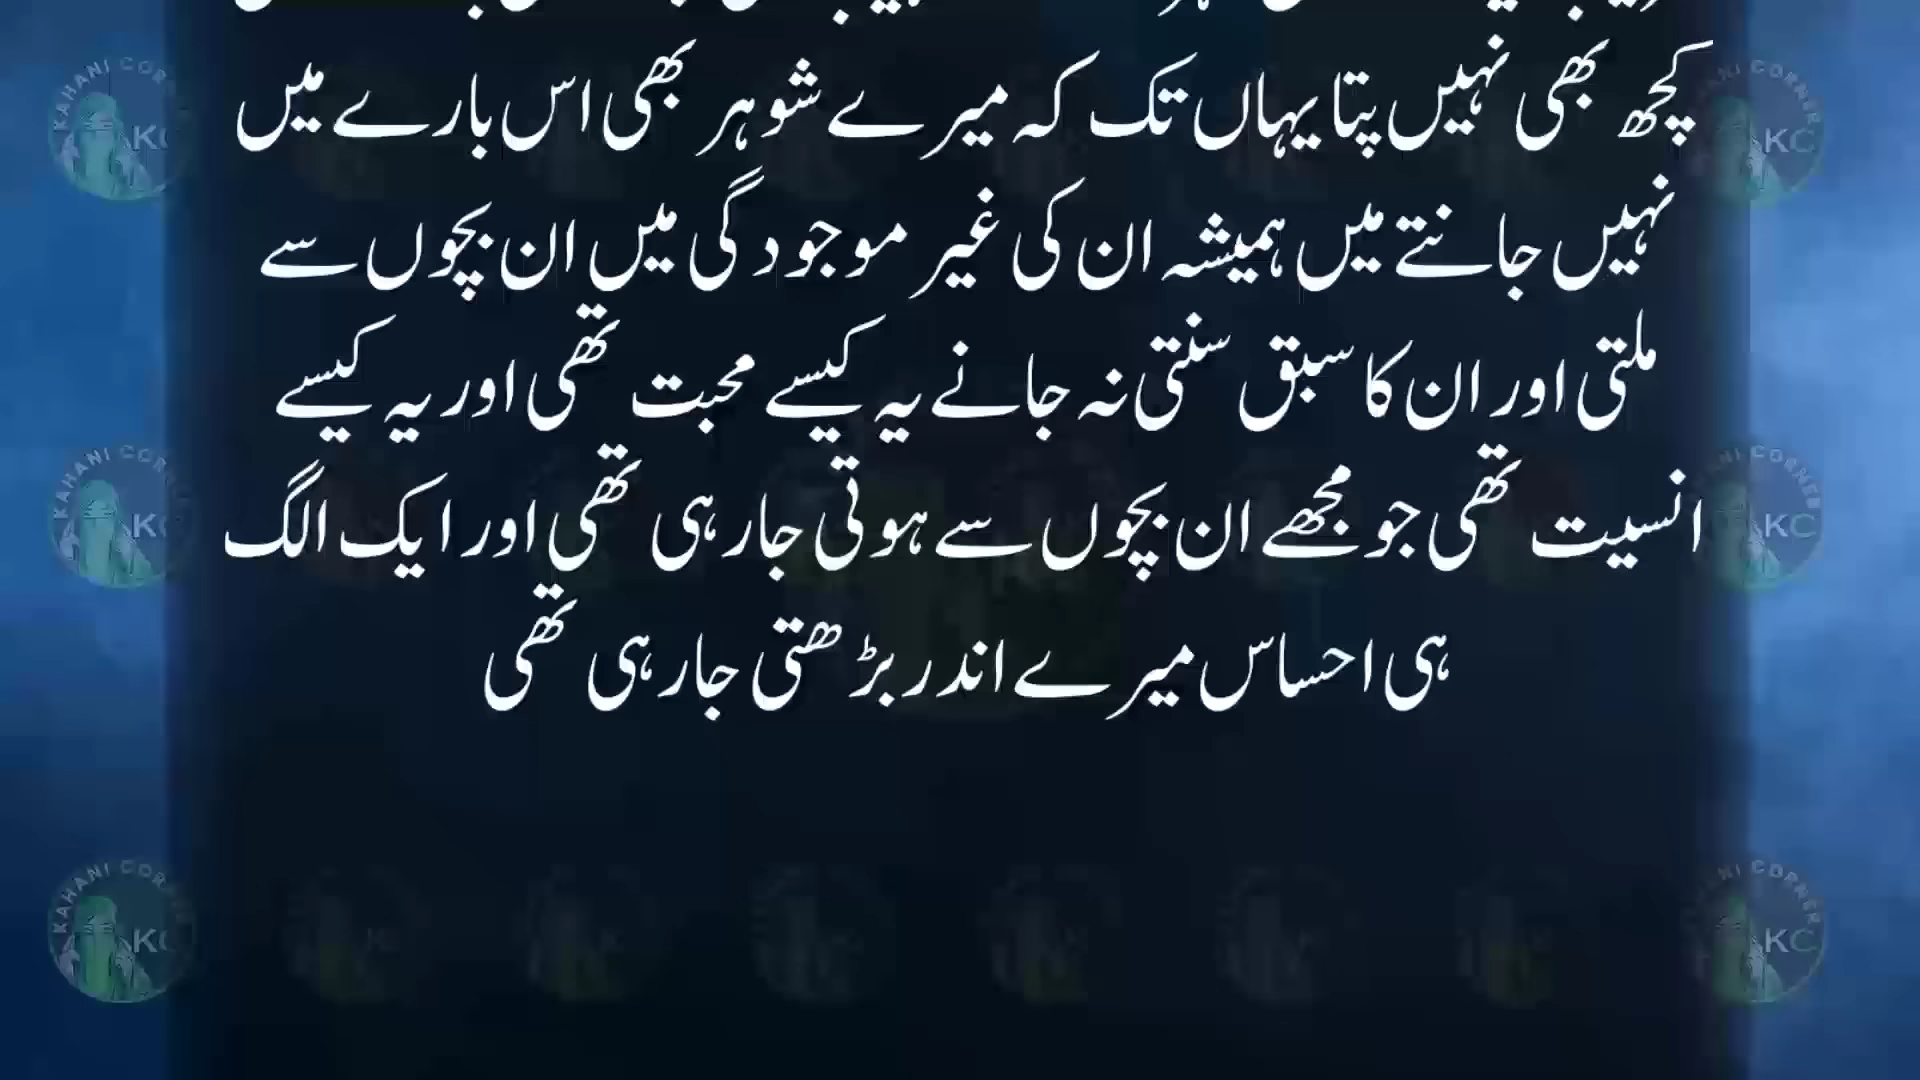 کچھ بھی نہیں پتا یہاں تک کہ میرے شوہر بھی اس بارے میں
نہیں جانتے میں ہمیشہ ان کی غیر موجودگی میں ان بچوں سے
ملتی اور ان کا سبق سنتی نہ جانے یہ کیسے محبت تھی اور یہ کیسے
انسیت تھی جو مجھے ان بچوں سے ہوتی جا رہی تھی اور ایک الگ
ہی احساس میرے اندر بڑھتی جا رہی تھی
KAHANI CORNER
KC